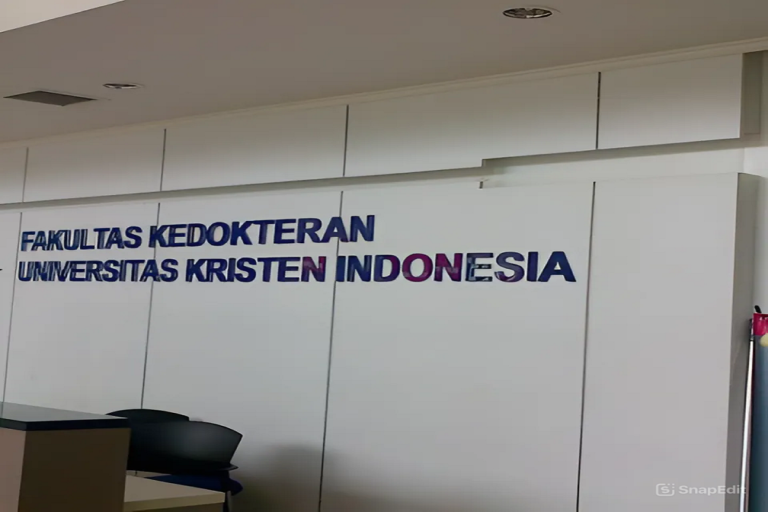 FAKULTAS KEDOKTERAN
UNIVERSITAS KRISTEN INDONESIA
SnapEdit